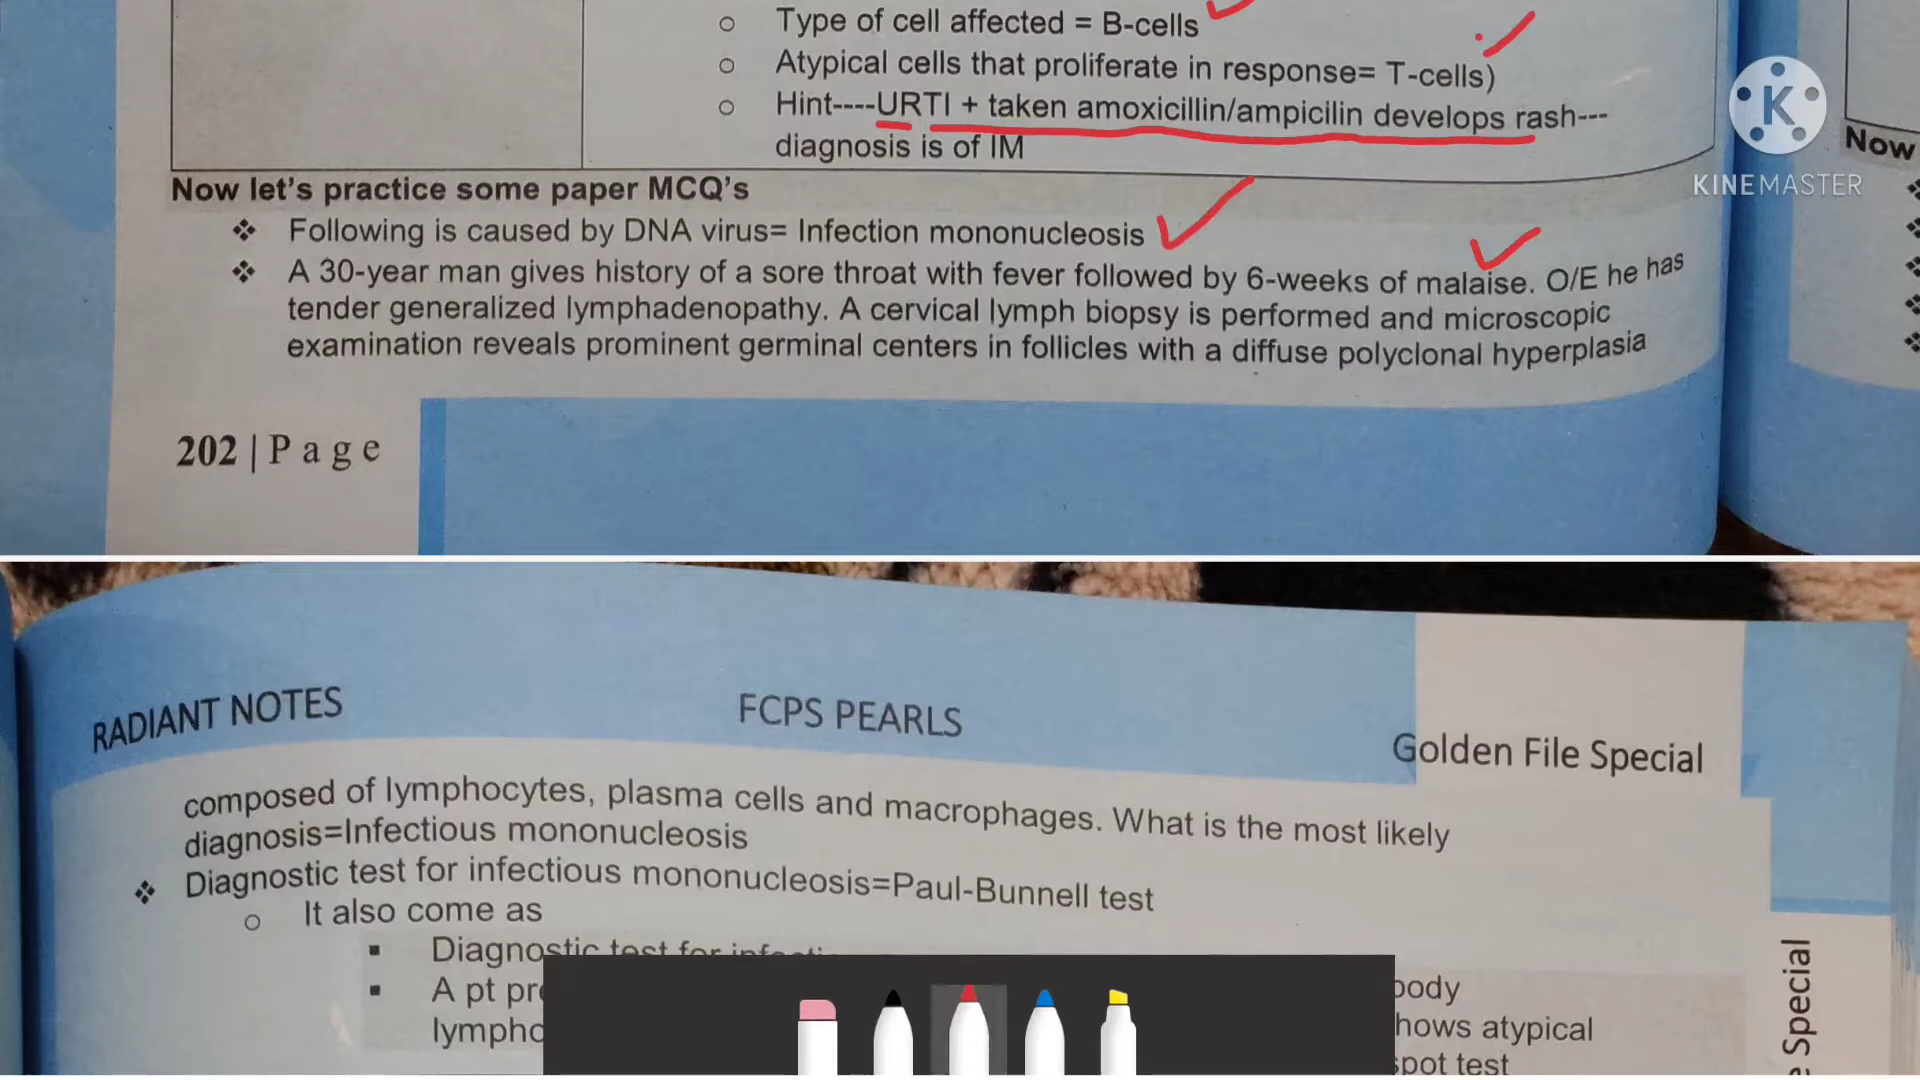 Type of cell affected = B-cells
Atypical cells that proliferate in response= T-cells)
Hint----URTI + taken amoxicillin/ampicilin develops rash---
diagnosis is of IM
Now let's practice some paper MCQ's
Following is caused by DNA virus= Infection mononucleosis
A 30-year man gives history of a sore throat with fever followed by 6-weeks of malaise. O/E he has
tender generalized lymphadenopathy. A cervical lymph biopsy is performed and microscopic
examination reveals prominent germinal centers in follicles with a diffuse polyclonal hyperplasia
202 | P a g e
Now
K
KINEMASTER
RADIANT NOTES
FCPS PEARLS
Golden File Special
composed of lymphocytes, plasma cells and macrophages. What is the most likely
diagnosis=Infectious mononucleosis
Diagnostic test for infectious mononucleosis=Paul-Bunnell test
It also come as
Diagnostic test for
A pt
hows atypical
spot test
Special